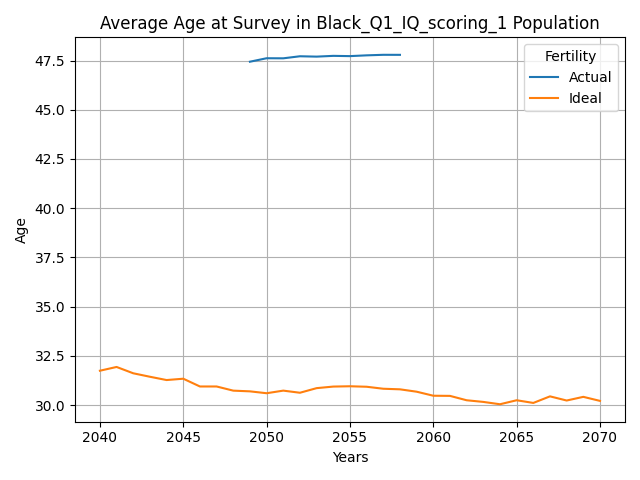 Average Age at Survey in Black_Q1_IQ_scoring_1 Population
Fertility
Actual
Ideal
47.5
45.0
42.5
40.0
37.5
35.0
32.5
30.0
Age
2040 2045 2050 2055 2060 2065 2070
Years